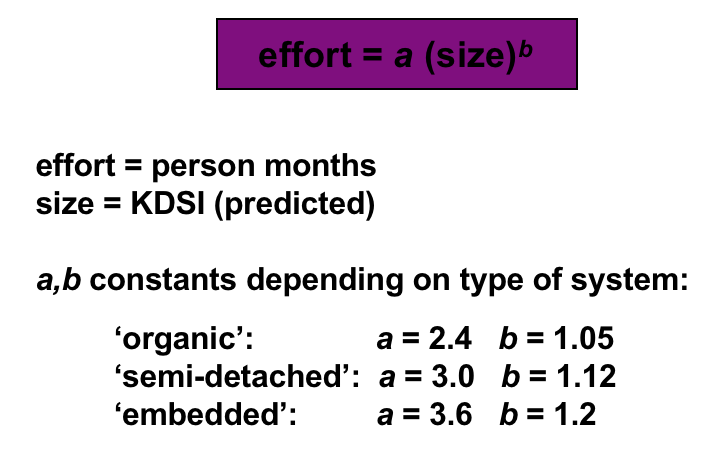 effort = a (size)ᵇ
effort = person months
size = KDSI (predicted)
a,b constants depending on type of system:
‘organic’: a = 2.4 b = 1.05
‘semi-detached’: a = 3.0 b = 1.12
‘embedded’: a = 3.6 b = 1.2